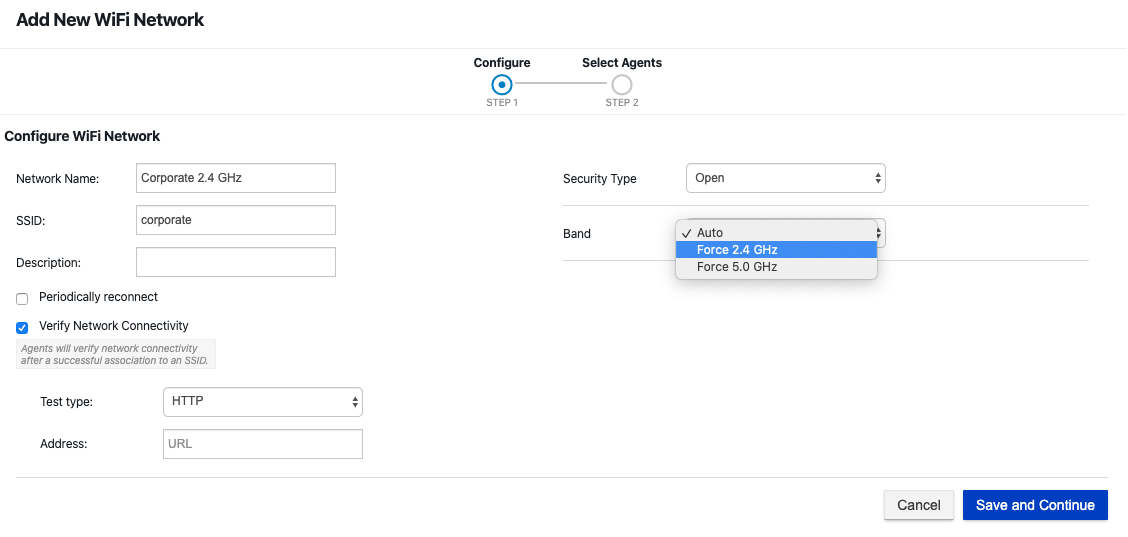 Add New WiFi Network
Configure
Select Agents
STEP 1
STEP 2
Configure WiFi Network
Network Name:
Corporate 2.4 GHz
SSID:
corporate
Description:
Periodically reconnect
Verify Network Connectivity
Agents will verify network connectivity
after a successful association to an SSID.
Test type:
HTTP
Address:
URL
Security Type
Open
Band
Auto
Force 2.4 GHz
Force 5.0 GHz
Cancel
Save and Continue